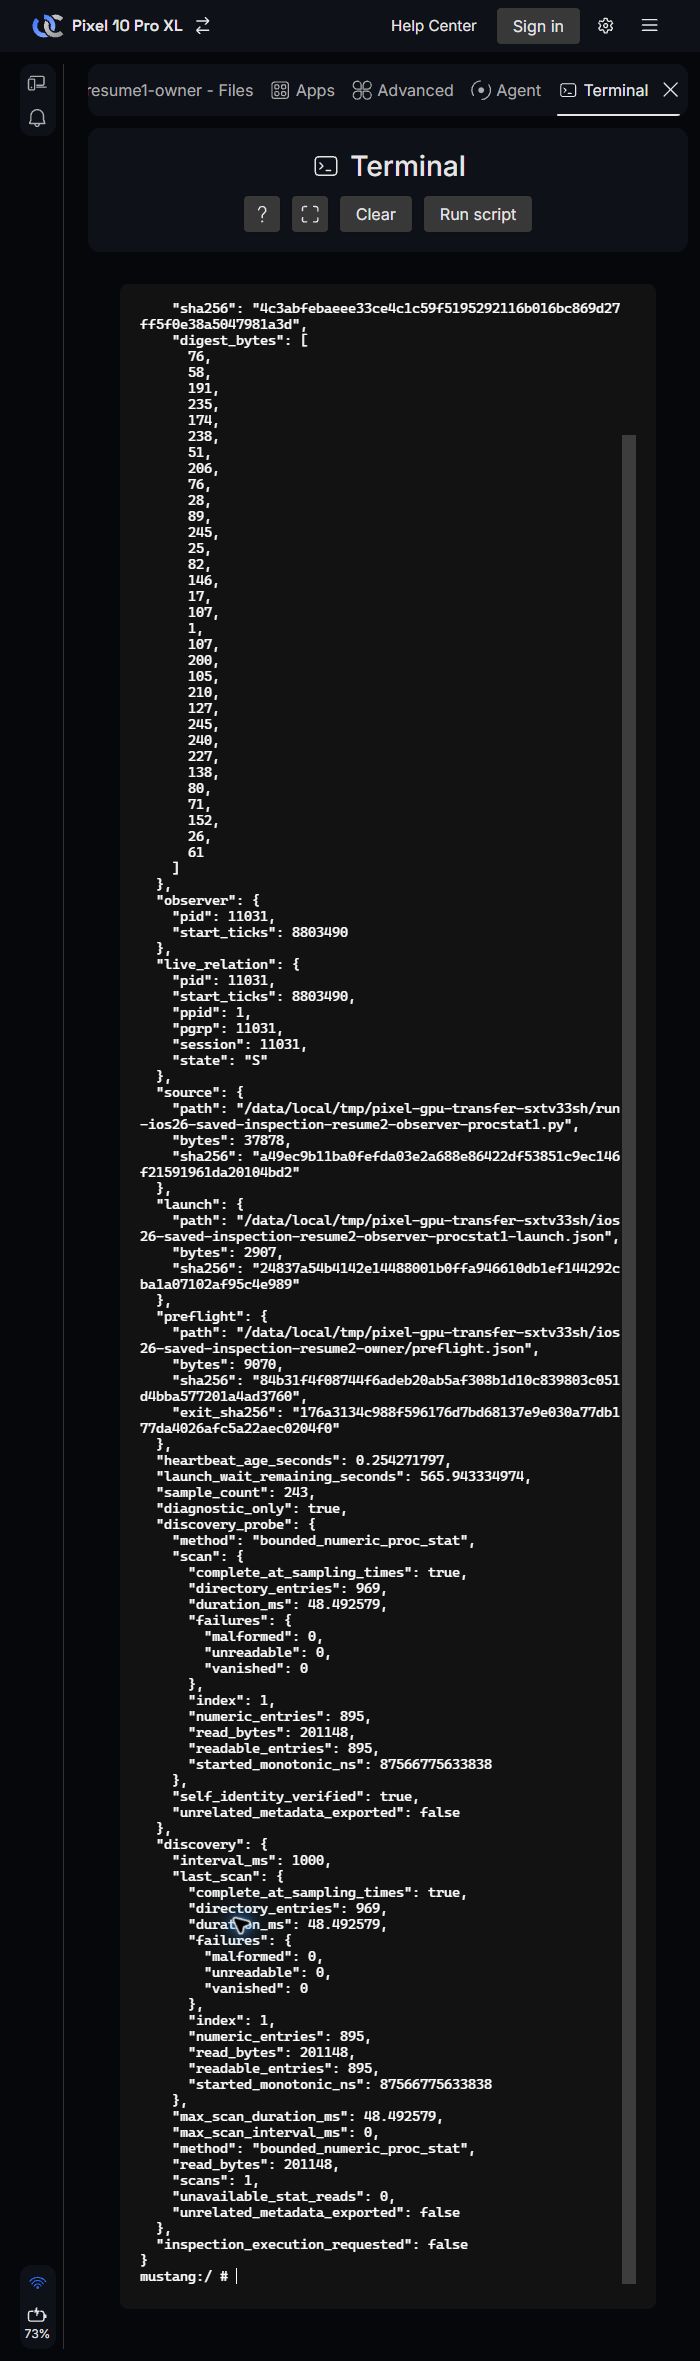 Pixel 10 Pro XL
Help Center
Sign in
resume1-owner - Files
Apps
Advanced
Agent
Terminal
Terminal
?
Clear
Run script
"sha256": "4c3abfebaeee33ce4c1c59f5195292116b016bc869d27
ff5f0e38a5047981a3d",
"digest_bytes": [
76,
58,
191,
235,
174,
238,
51,
206,
76,
28,
89,
245,
25,
82,
146,
17,
107,
1,
107,
200,
105,
210,
127,
245,
240,
227,
138,
80,
71,
152,
26,
61
]
},
"observer": {
"pid": 11031,
"start_ticks": 8803490
},
"live_relation": {
"pid": 11031,
"start_ticks": 8803490,
"ppid": 1,
"pgrp": 11031,
"session": 11031,
"state": "S"
},
"source": {
"path": "/data/local/tmp/pixel-gpu-transfer-sxtv33sh/run
-ios26-saved-inspection-resume2-observer-procstat1.py",
"bytes": 37878,
"sha256": "a49ec9b11ba0fefda03e2a688e86422df53851c9ec146
f21591961da20104bd2"
},
"launch": {
"path": "/data/local/tmp/pixel-gpu-transfer-sxtv33sh/ios
26-saved-inspection-resume2-observer-procstat1-launch.json",
"bytes": 2907,
"sha256": "24837a54b4142e14488001b0ffa946610db1ef144292c
ba1a07102af95c4e989"
},
"preflight": {
"path": "/data/local/tmp/pixel-gpu-transfer-sxtv33sh/ios
26-saved-inspection-resume2-owner/preflight.json",
"bytes": 9070,
"sha256": "84b31f4f08744f6adeb20ab5af308b1d10c839803c051
d4bba577201a4ad3760",
"exit_sha256": "176a3134c988f596176d7bd68137e9e030a77db1
77da4026afc5a22aec0204f0"
},
"heartbeat_age_seconds": 0.254271797,
"launch_wait_remaining_seconds": 565.943334974,
"sample_count": 243,
"diagnostic_only": true,
"discovery_probe": {
"method": "bounded_numeric_proc_stat",
"scan": {
"complete_at_sampling_times": true,
"directory_entries": 969,
"duration_ms": 48.492579,
"failures": {
"malformed": 0,
"unreadable": 0,
"vanished": 0
},
"index": 1,
"numeric_entries": 895,
"read_bytes": 201148,
"readable_entries": 895,
"started_monotonic_ns": 87566775633838
},
"self_identity_verified": true,
"unrelated_metadata_exported": false
},
"discovery": {
"interval_ms": 1000,
"last_scan": {
"complete_at_sampling_times": true,
"directory_entries": 969,
"duration_ms": 48.492579,
"failures": {
"malformed": 0,
"unreadable": 0,
"vanished": 0
},
"index": 1,
"numeric_entries": 895,
"read_bytes": 201148,
"readable_entries": 895,
"started_monotonic_ns": 87566775633838
},
"max_scan_duration_ms": 48.492579,
"max_scan_interval_ms": 0,
"method": "bounded_numeric_proc_stat",
"read_bytes": 201148,
"scans": 1,
"unavailable_stat_reads": 0,
"unrelated_metadata_exported": false
},
"inspection_execution_requested": false
}
mustang:/ #
73%